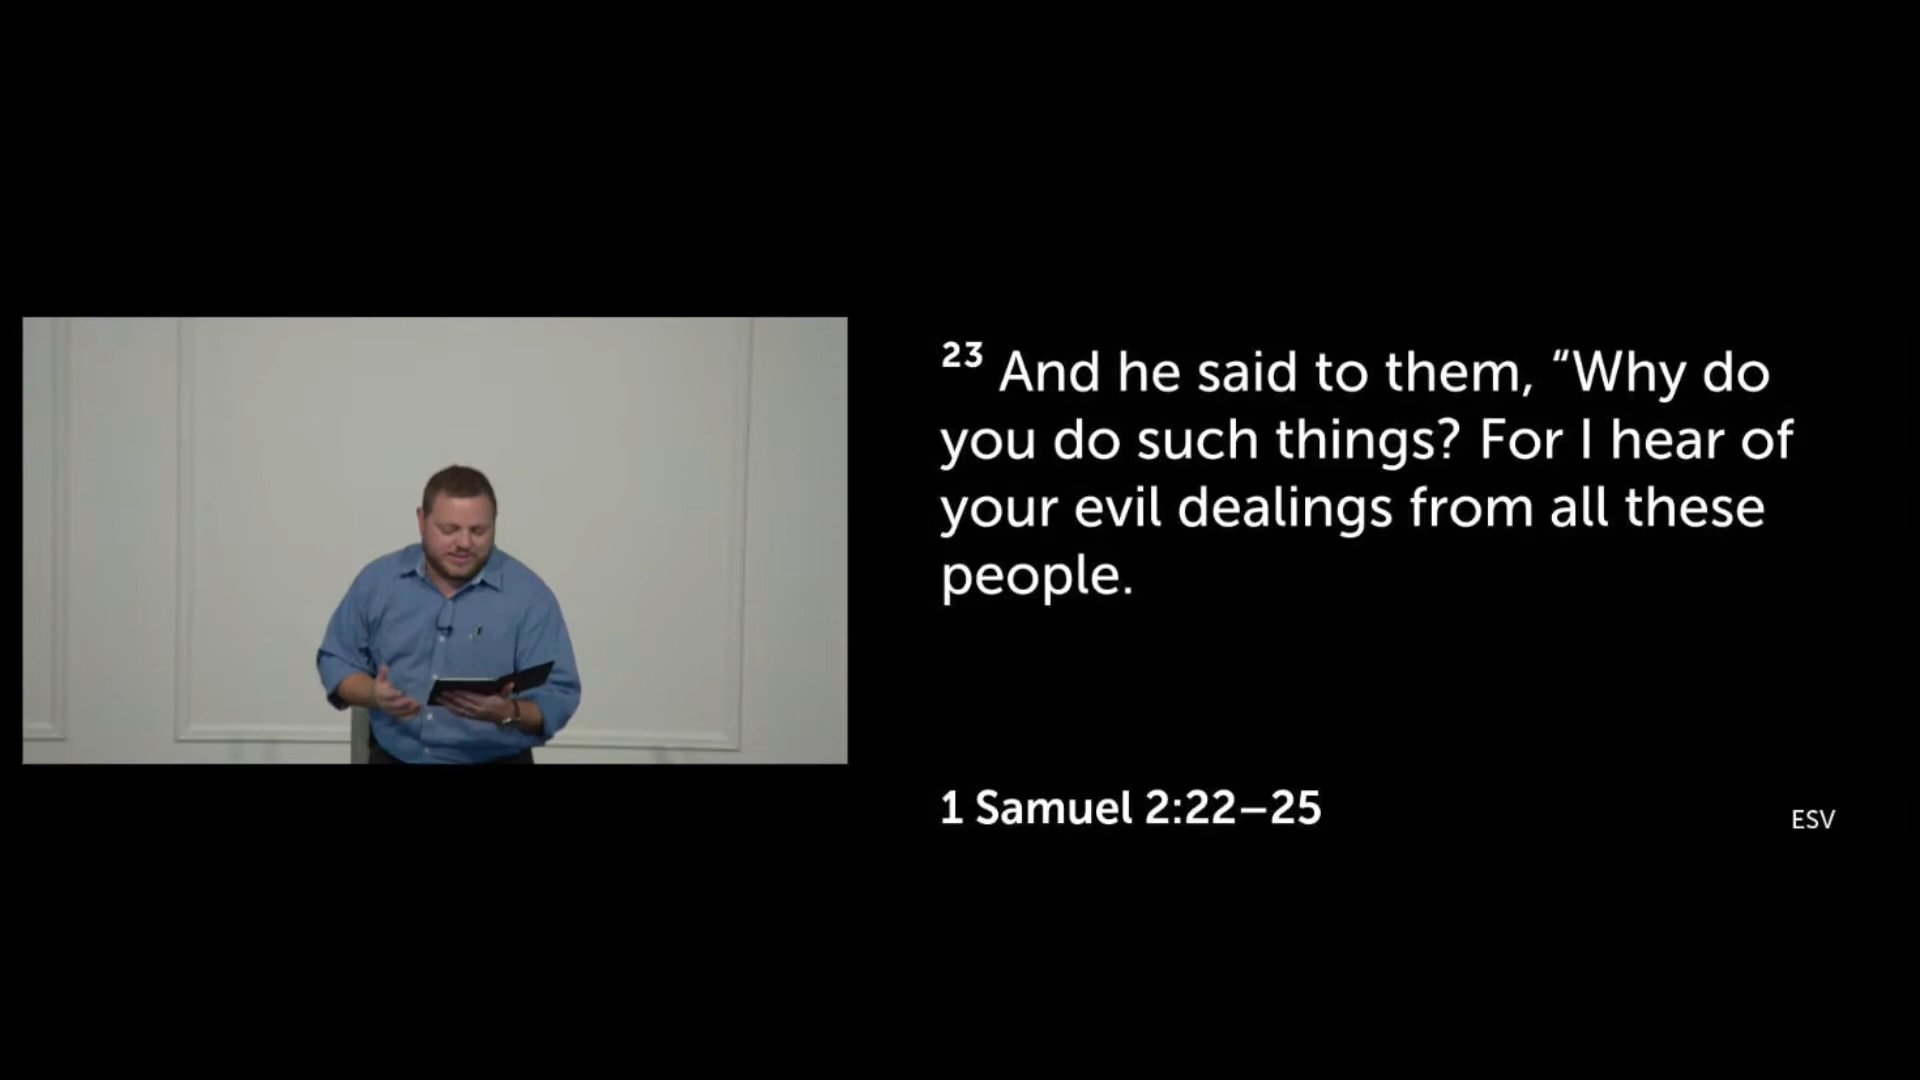 23 And he said to them, “Why do
you do such things? For I hear of
your evil dealings from all these
people.
1 Samuel 2:22–25
ESV